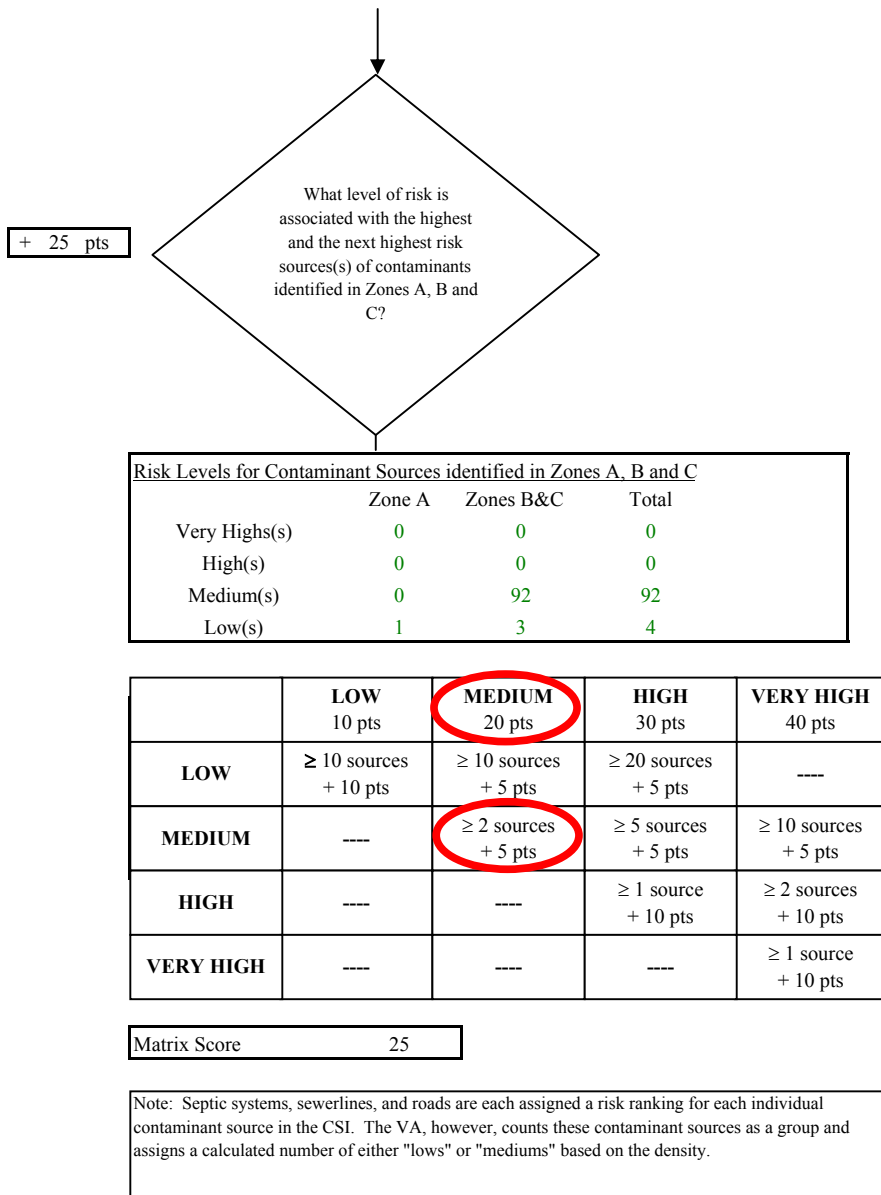 What level of risk is
associated with the highest
and the next highest risk
sources(s) of contaminants
identified in Zones A, B and
C?
+ 25 pts
Risk Levels for Contaminant Sources identified in Zones A, B and C
Zone A Zones B&C Total
Very Highs(s) 0 0 0
High(s) 0 0 0
Medium(s) 0 92 92
Low(s) 1 3 4
LOW MEDIUM HIGH VERY HIGH
10 pts 20 pts 30 pts 40 pts
LOW ≥ 10 sources ≥ 10 sources ≥ 20 sources ----
+ 10 pts + 5 pts + 5 pts
MEDIUM ---- ≥ 2 sources ≥ 5 sources ≥ 10 sources
+ 5 pts + 5 pts + 5 pts
HIGH ---- ---- ≥ 1 source ≥ 2 sources
+ 10 pts + 10 pts
VERY HIGH ---- ---- ---- ≥ 1 source
+ 10 pts
Matrix Score 25
Note: Septic systems, sewerlines, and roads are each assigned a risk ranking for each individual
contaminant source in the CSI. The VA, however, counts these contaminant sources as a group and
assigns a calculated number of either "lows" or "mediums" based on the density.